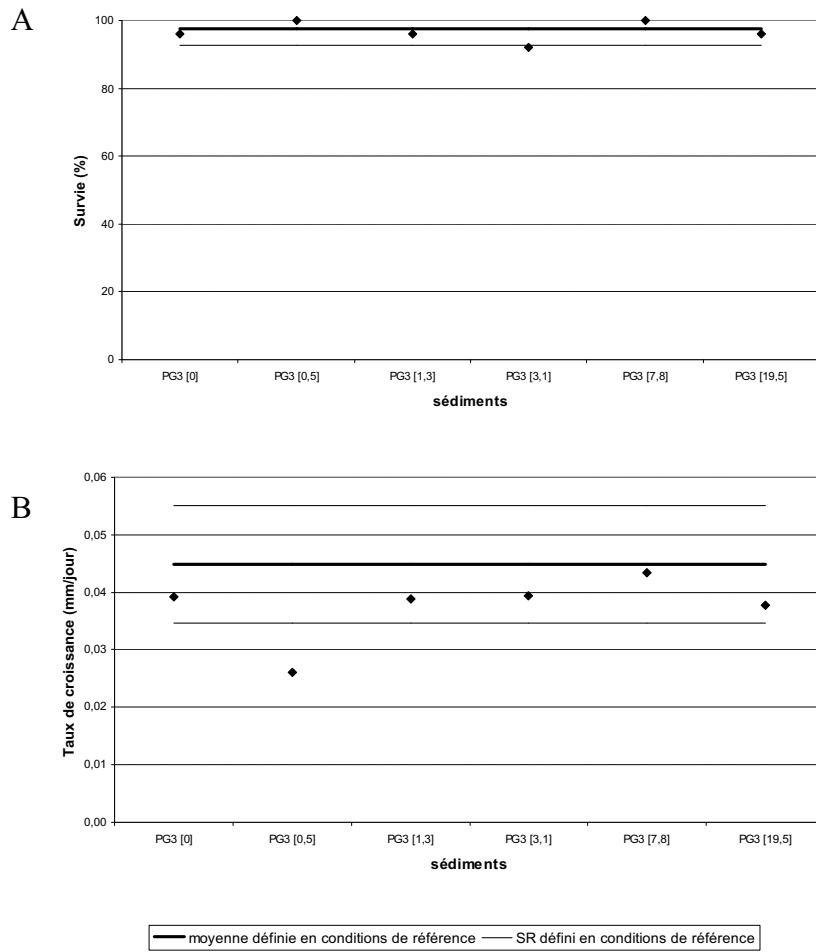 A
100
80
60
40
20
0
Survie (%)
PG3 [0] PG3 [0,5] PG3 [1,3] PG3 [3,1] PG3 [7,8] PG3 [19,5]
sédiments
B
0,06
0,05
0,04
0,03
0,02
0,01
0,00
Taux de croissance (mm/jour)
PG3 [0] PG3 [0,5] PG3 [1,3] PG3 [3,1] PG3 [7,8] PG3 [19,5]
sédiments
moyenne définie en conditions de référence SR défini en conditions de référence